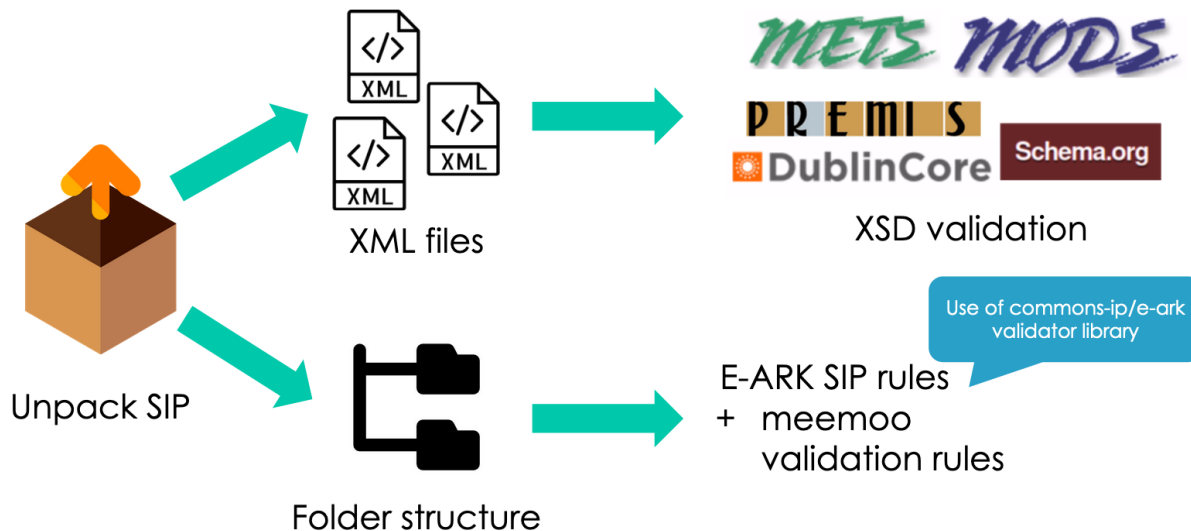 Unpack SIP
</>
XML
</>
XML
</>
XML
XML files
METS MODS
PREMIS
DublinCore
Schema.org
XSD validation
Folder structure
Use of commons-ip/e-ark
validator library
E-ARK SIP rules
+ meemoo
validation rules